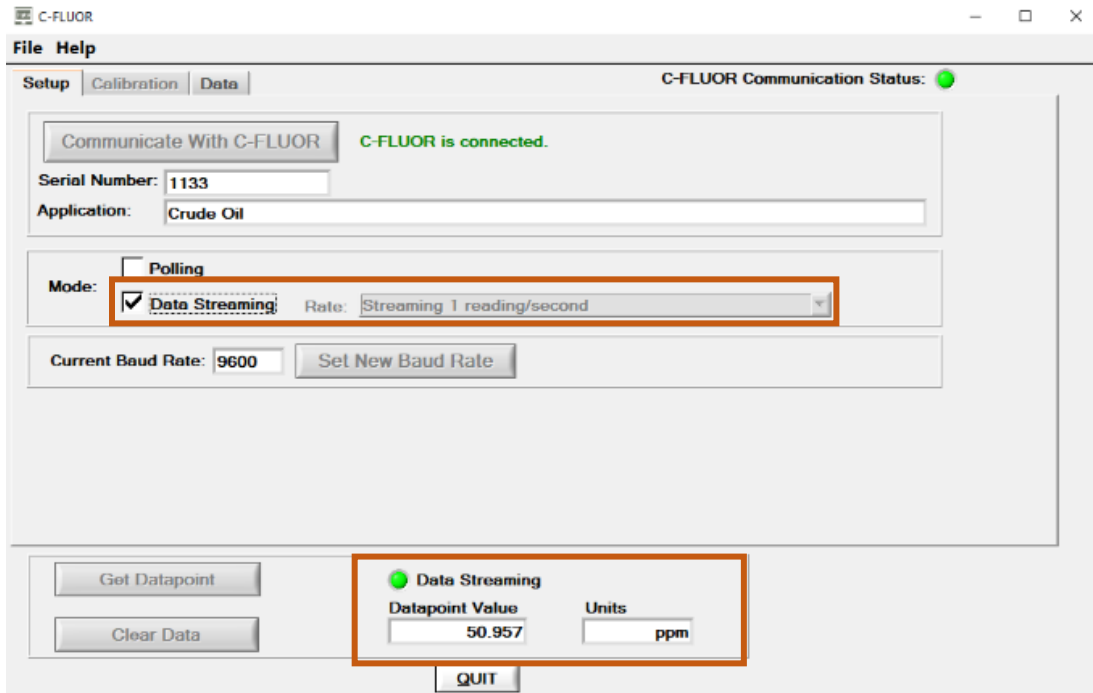 C-FLUOR
File Help
Setup Calibration Data
C-FLUOR Communication Status:
Communicate With C-FLUOR C-FLUOR is connected.
Serial Number: 1133
Application: Crude Oil
Polling
Mode:
Data Streaming Rate: Streaming 1 reading/second
Current Baud Rate: 9600 Set New Baud Rate
Get Datapoint Data Streaming
Datapoint Value Units
Clear Data 50.957 ppm
QUIT